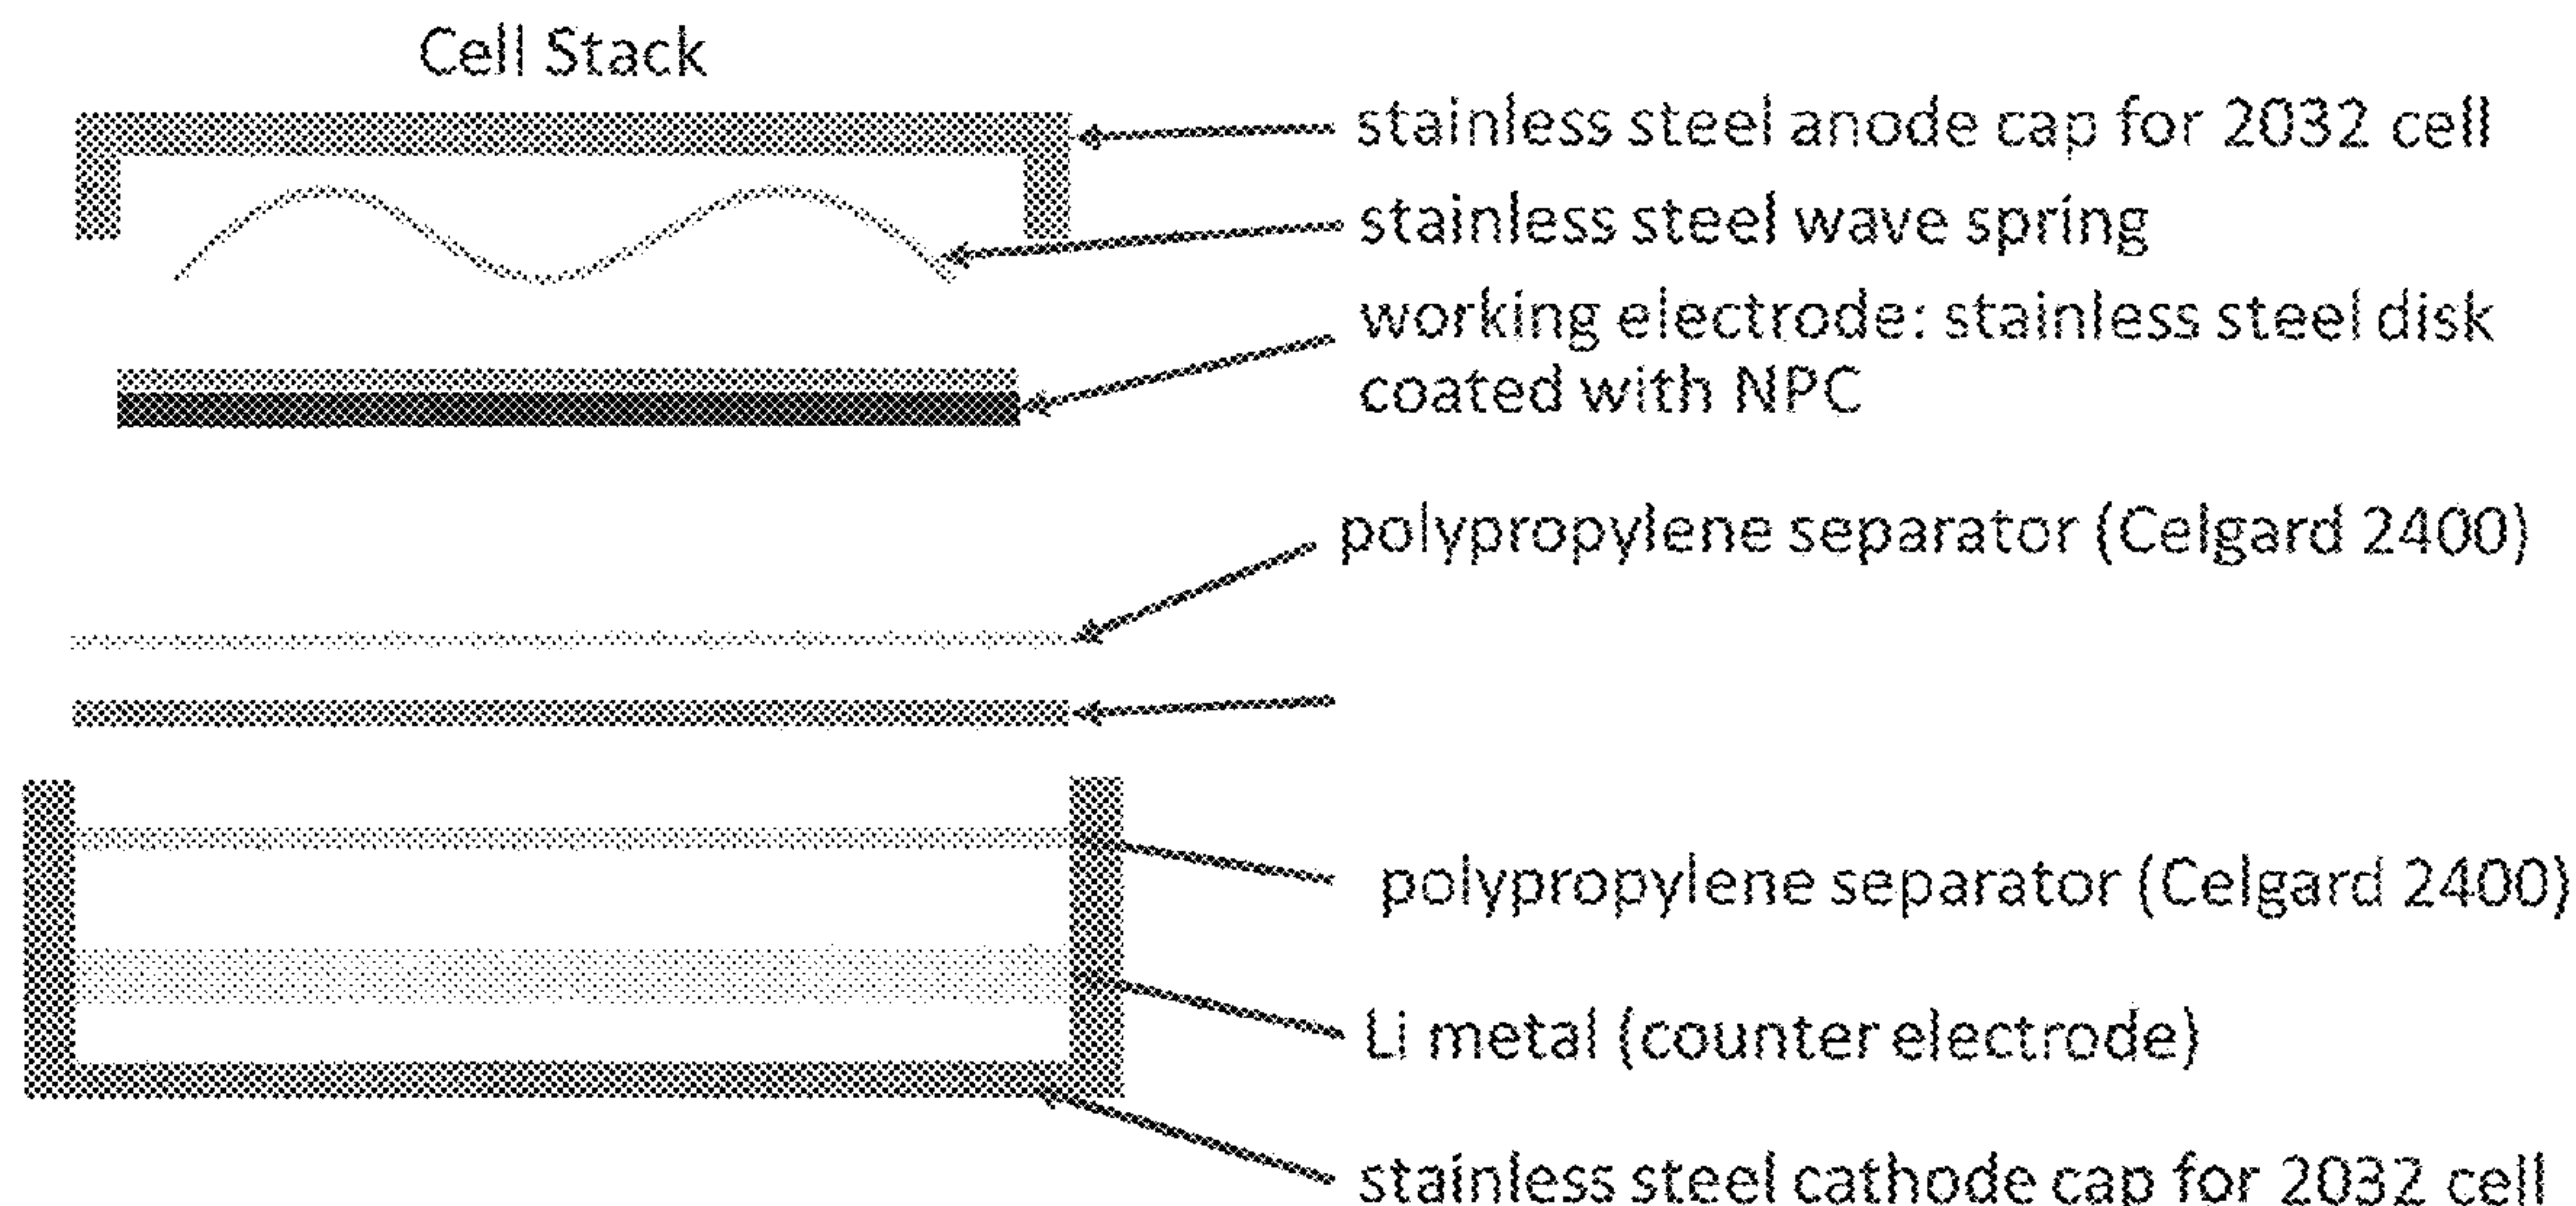 Cell Stack
stainless steel anode cap for 2032 cell
stainless steel wave spring
working electrode: stainless steel disk
coated with NPC
polypropylene separator (Celgard 2400)
polypropylene separator (Celgard 2400)
Li metal (counter electrode)
stainless steel cathode cap for 2032 cell